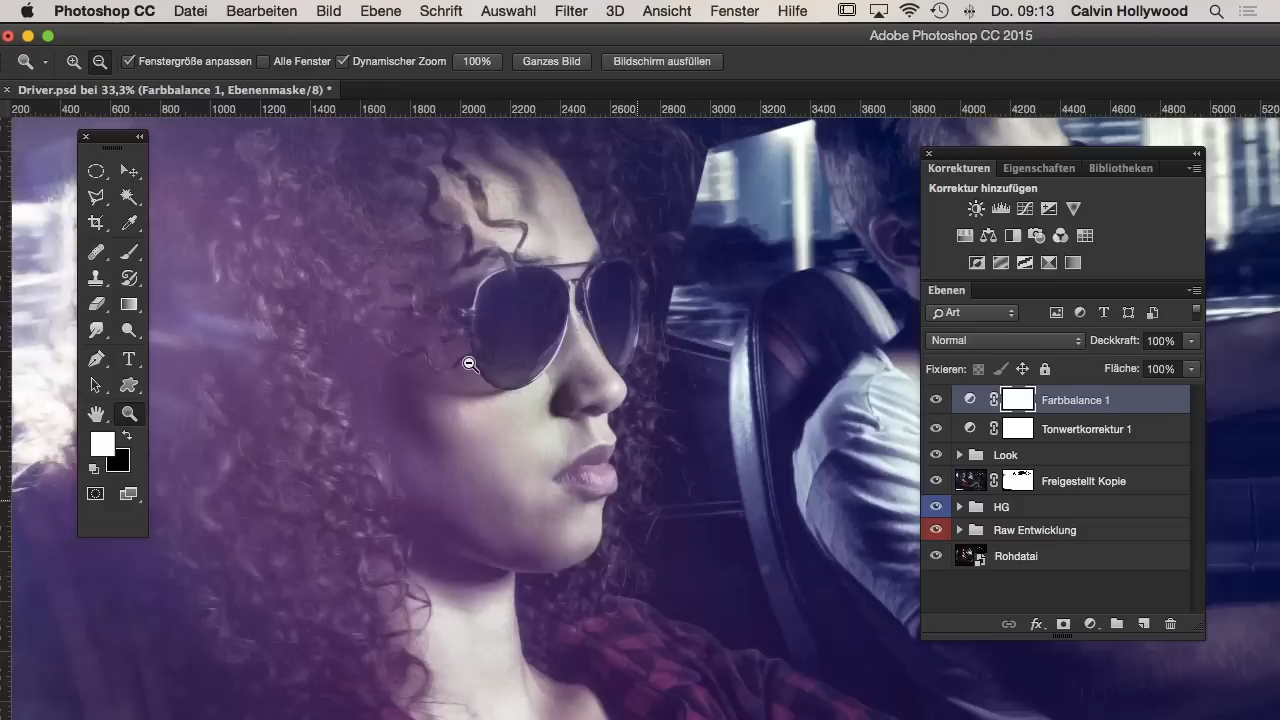 Photoshop CC Datei Bearbeiten Bild Ebene Schrift Auswahl Filter 3D Ansicht Fenster Hilfe Do. 09:13 Calvin Hollywood
Adobe Photoshop CC 2015
Fenstergröße anpassen Alle Fenster Dynamischer Zoom 100% Ganzes Bild Bildschirm ausfüllen
Driver.psd bei 33,3% (Farbbalance 1, Ebenenmaske/8) *
200 400 600 800 1000 1200 1400 1600 1800 2000 2200 2400 2600 2800 3000 3200 3400 3600 3800 4000 4200 4400 4600 4800 5000 520
Korrekturen Eigenschaften Bibliotheken
Korrektur hinzufügen
Ebenen
Art
Normal Deckkraft: 100%
Fixieren: Fläche: 100%
Farbbalance 1
Tonwertkorrektur 1
Look
Freigestellt Kopie
HG
Raw Entwicklung
Rohdatai